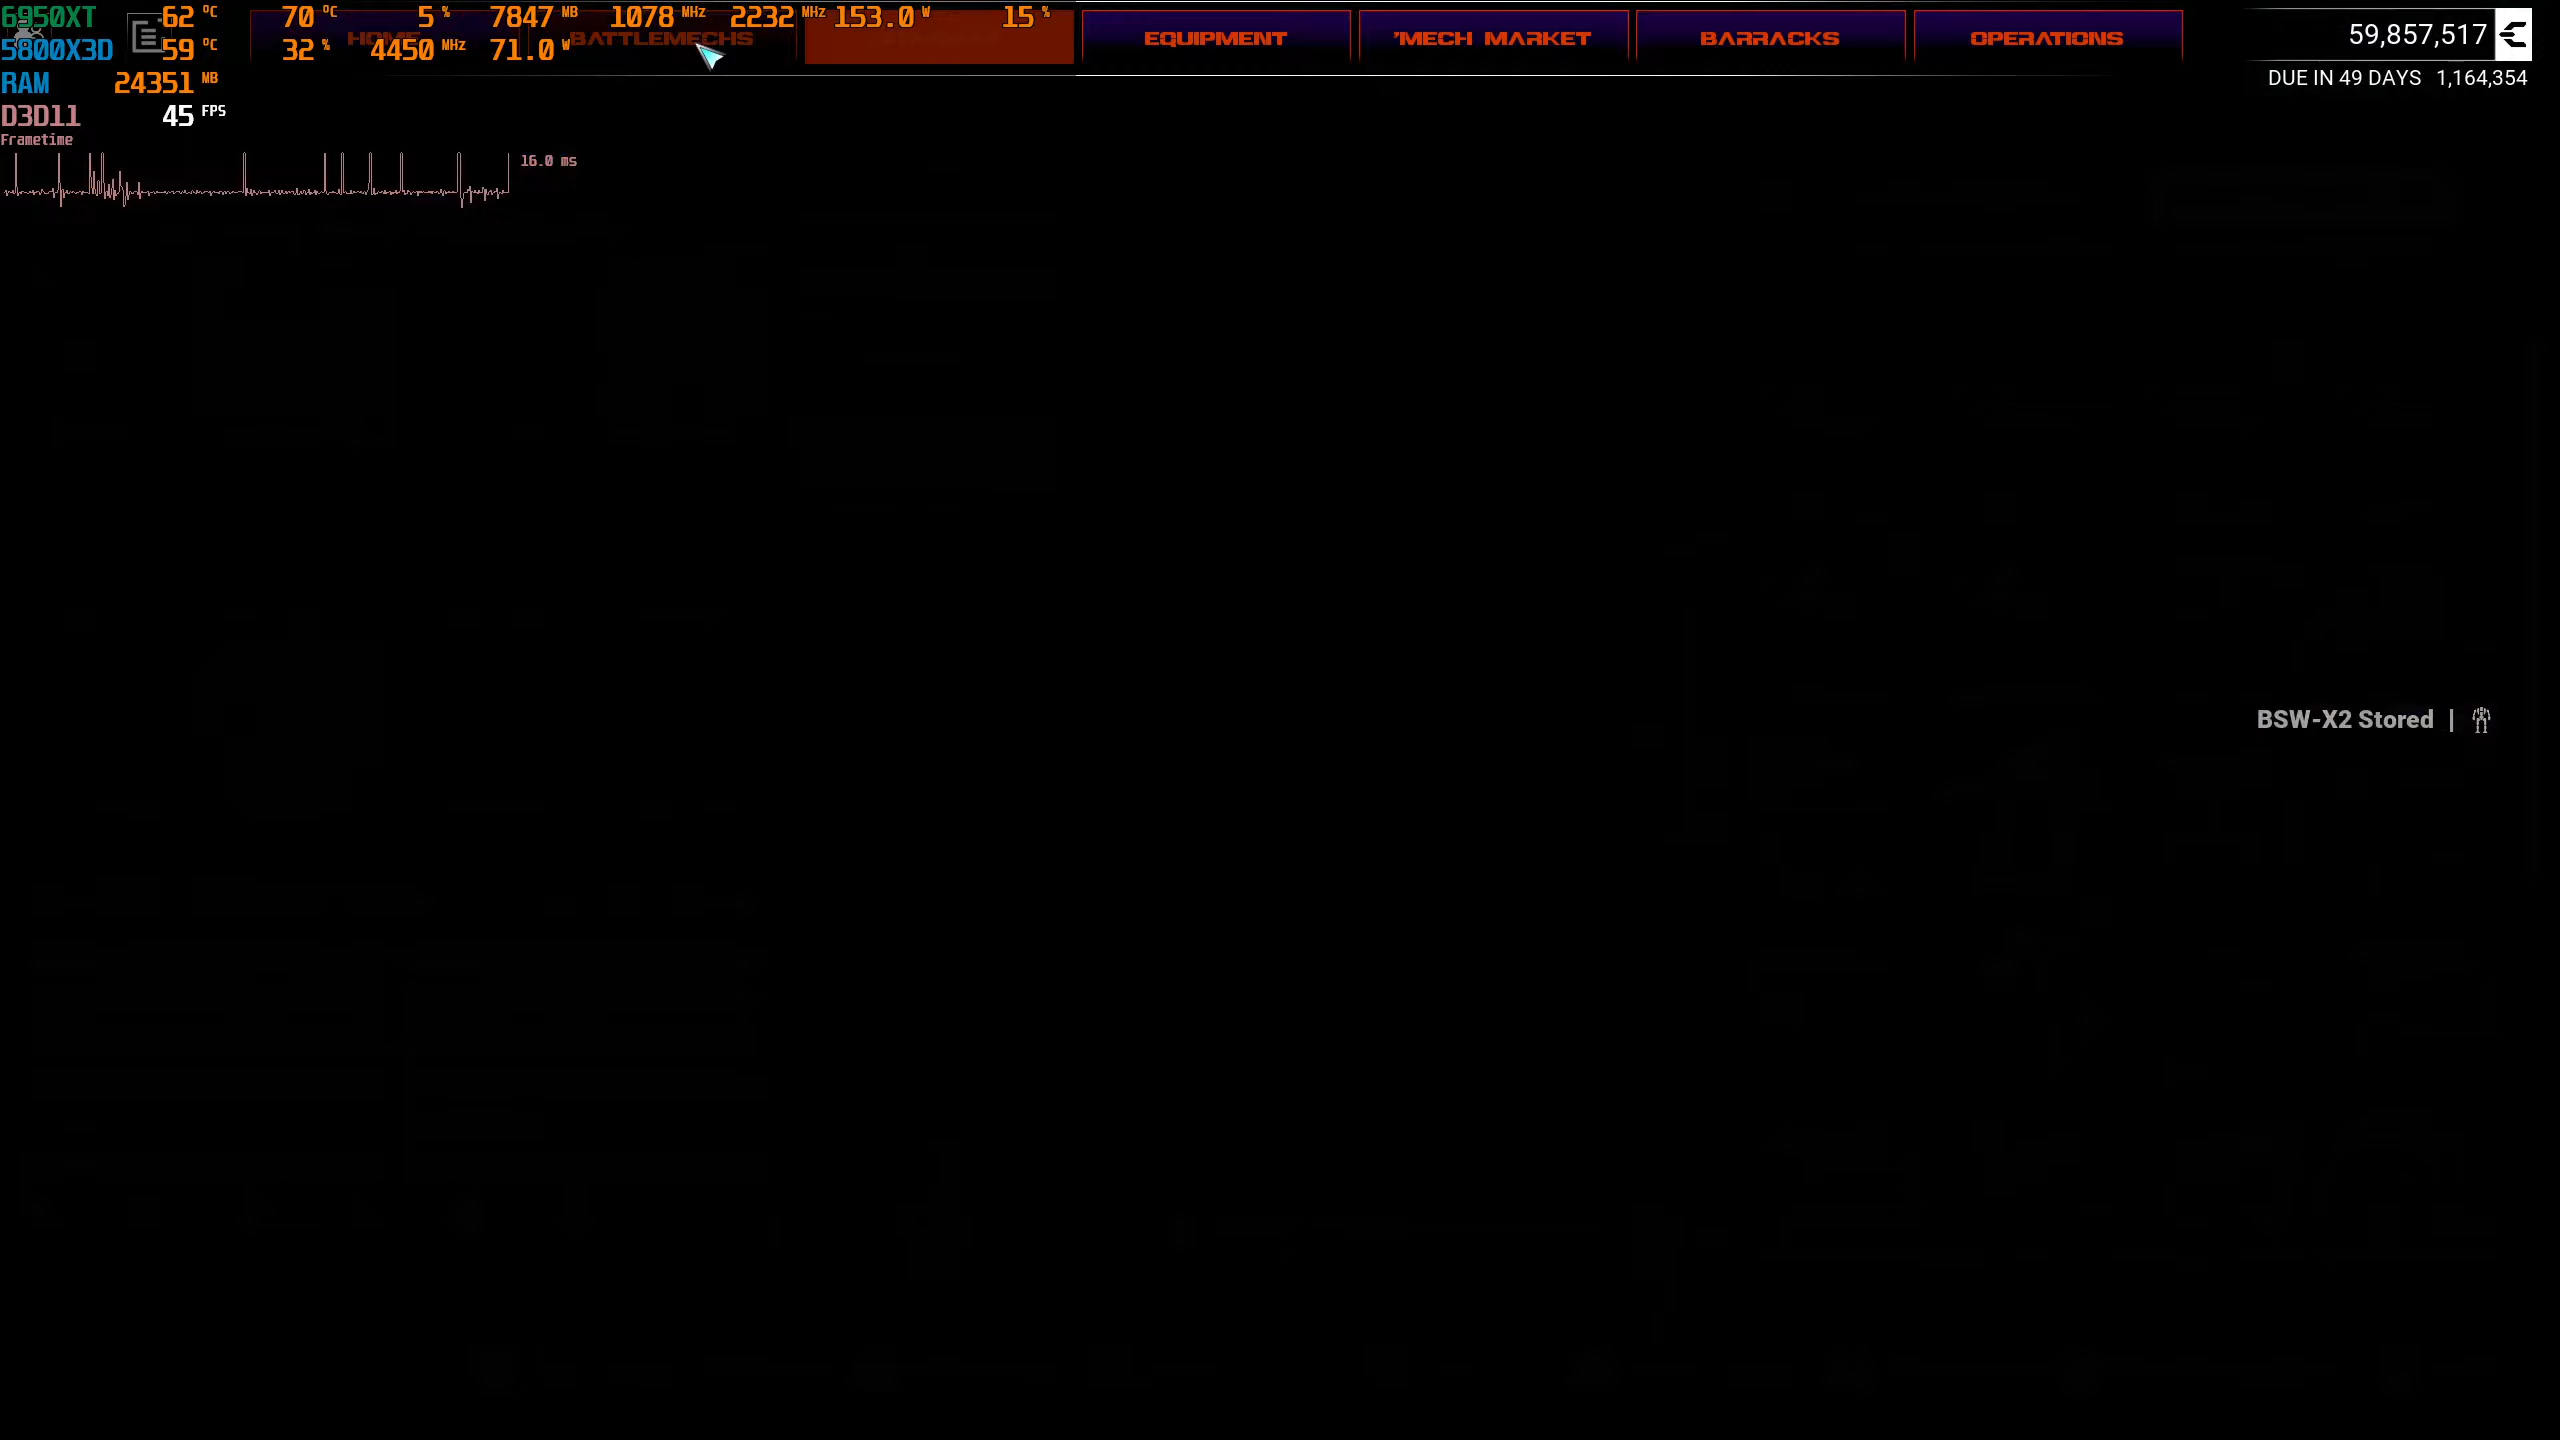 6950XT 62 °C 70 °C 5 % 7847 MB 1078 MHz 2232 MHz 153.0 W 15 %
HOME BATTLEMECHS EQUIPMENT 'MECH MARKET BARRACKS OPERATIONS 59,857,517
5800X3D 59 °C 32 % 4450 MHz 71.0 W
DUE IN 49 DAYS 1,164,354
RAM 24351 MB
D3D11 45 FPS
Frametime
16.0 ms
BSW-X2 Stored |